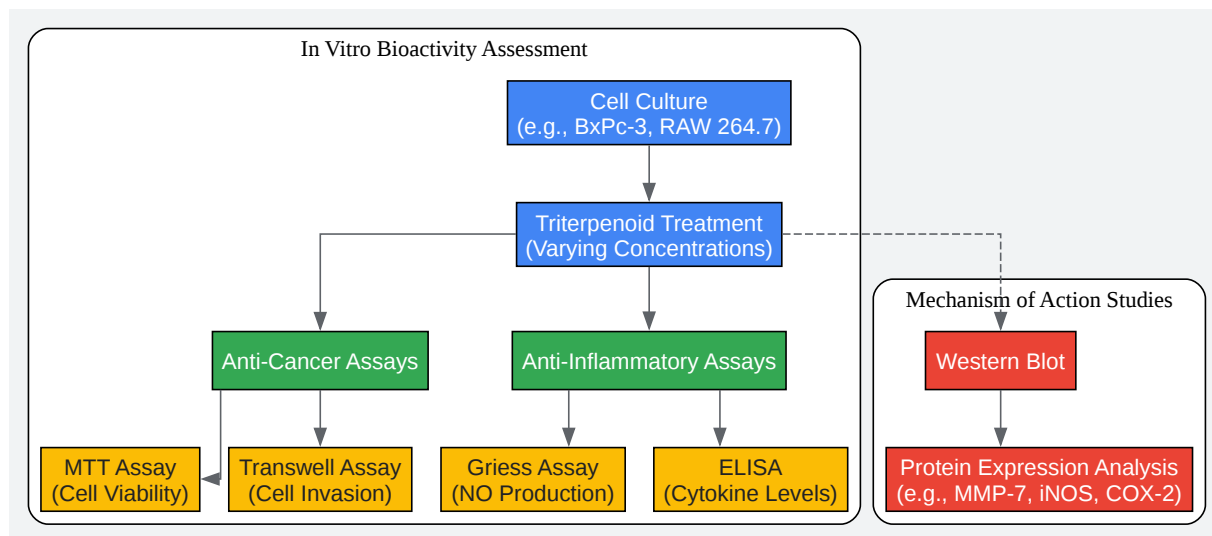 In Vitro Bioactivity Assessment
Cell Culture
(e.g., BxPc-3, RAW 264.7)
Triterpenoid Treatment
(Varying Concentrations)
Mechanism of Action Studies
Anti-Cancer Assays
Anti-Inflammatory Assays
Western Blot
MTT Assay
(Cell Viability)
Transwell Assay
(Cell Invasion)
Griess Assay
(NO Production)
ELISA
(Cytokine Levels)
Protein Expression Analysis
(e.g., MMP-7, iNOS, COX-2)